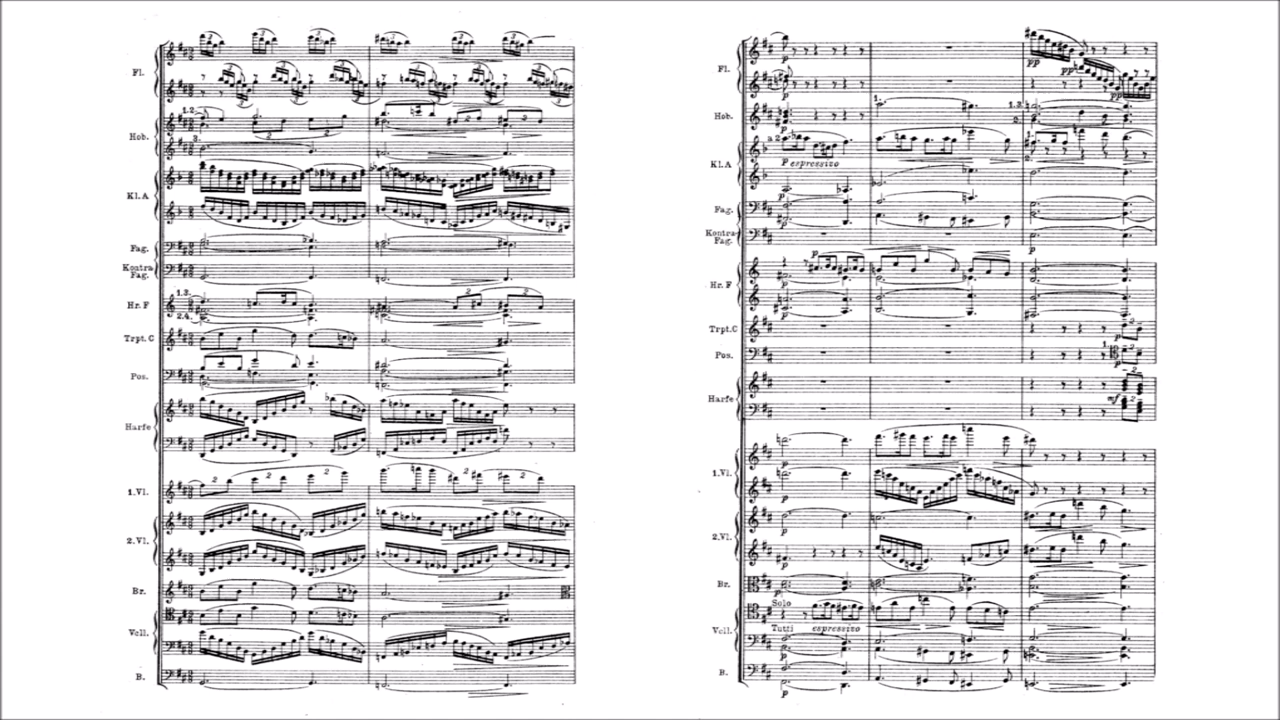 Fl.
1.2.
Hob.
3.
Kl.A
Fag.
Kontra
Fag.
1.3.
Hr. F
2.4.
Trpt. C
Pos.
Harfe
2 2
1.Vl.
2.Vl.
Br.
Vcll.
B.
Fl.
p
pp
pp
pp
p
Hob.
p
1.
1.2.
Kl.A
p espressivo
p
Fag.
p
Kontra
Fag.
p
p
Hr. F
p
Trpt.C
Pos.
p
Harfe
mf
p
1.Vl.
p
p
2.Vl.
p
Br.
p
Solo
Vcll.
Tutti espressivo
p
B.
p